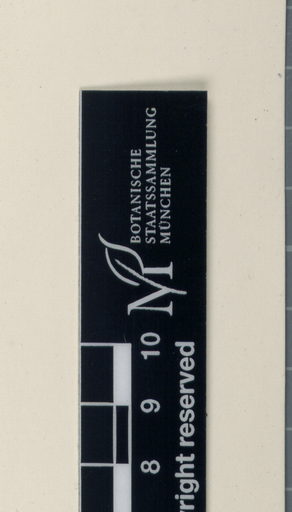 BOTANISCHE
STAATSSAMMLUNG
MÜNCHEN
8 9 10
right reserved